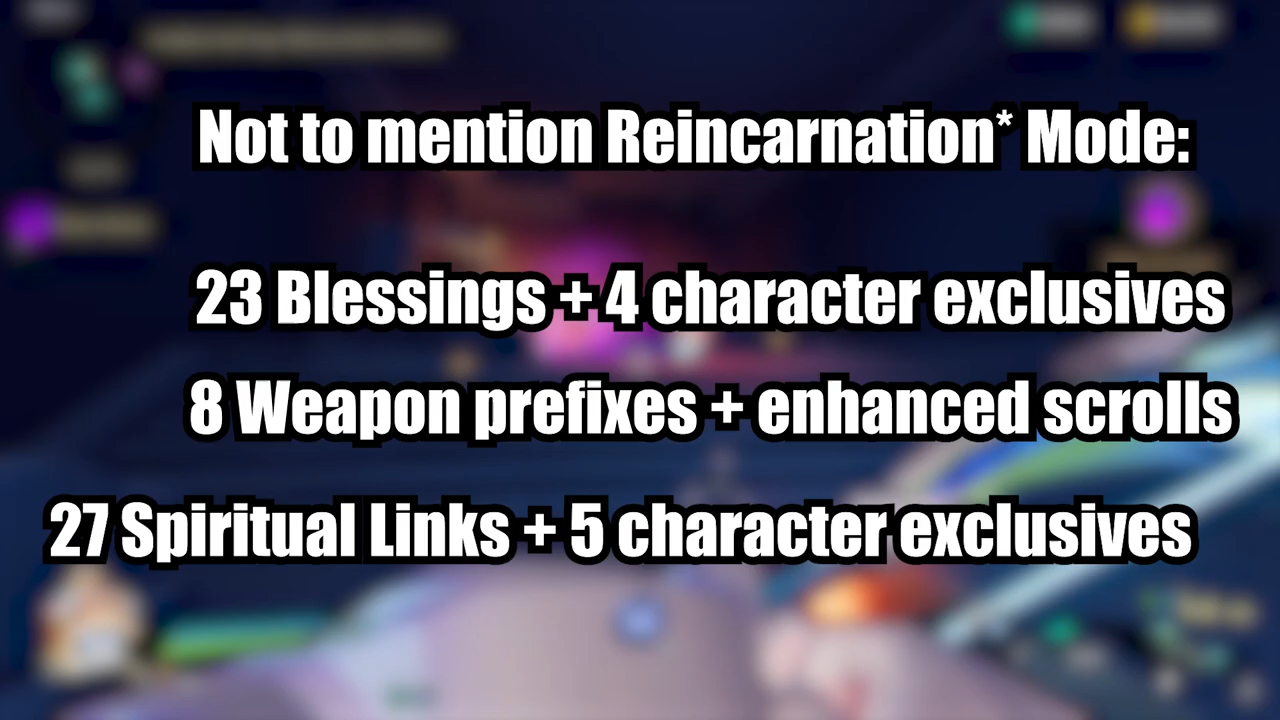 Not to mention Reincarnation* Mode:
23 Blessings + 4 character exclusives
8 Weapon prefixes + enhanced scrolls
27 Spiritual Links + 5 character exclusives